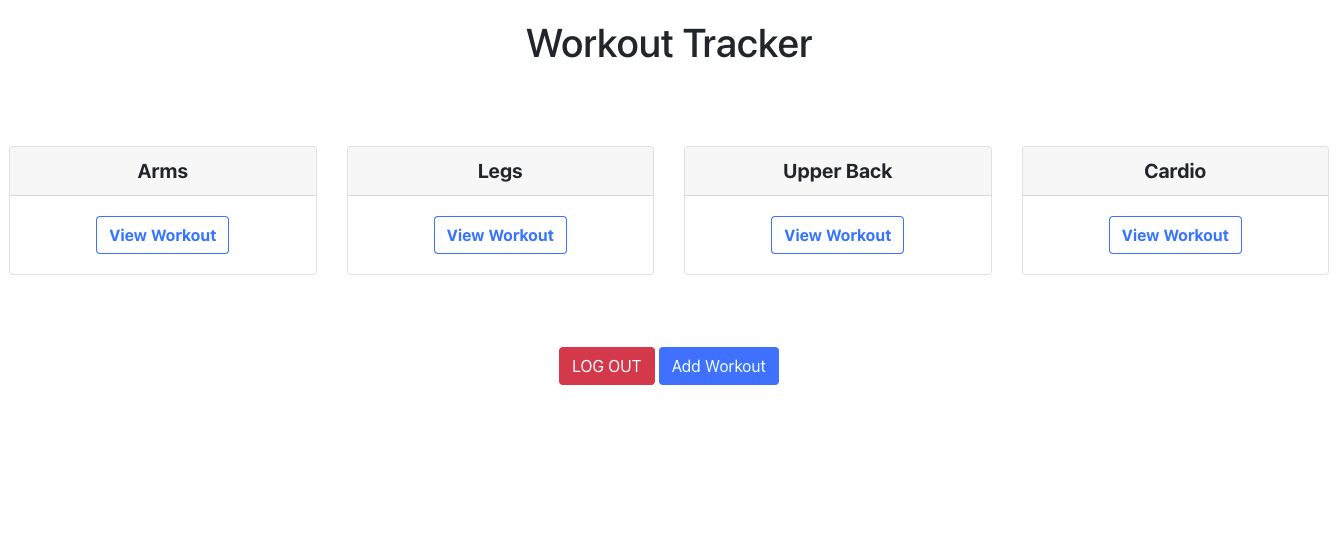 Workout Tracker
Arms
Legs
Upper Back
Cardio
View Workout
View Workout
View Workout
View Workout
LOG OUT
Add Workout